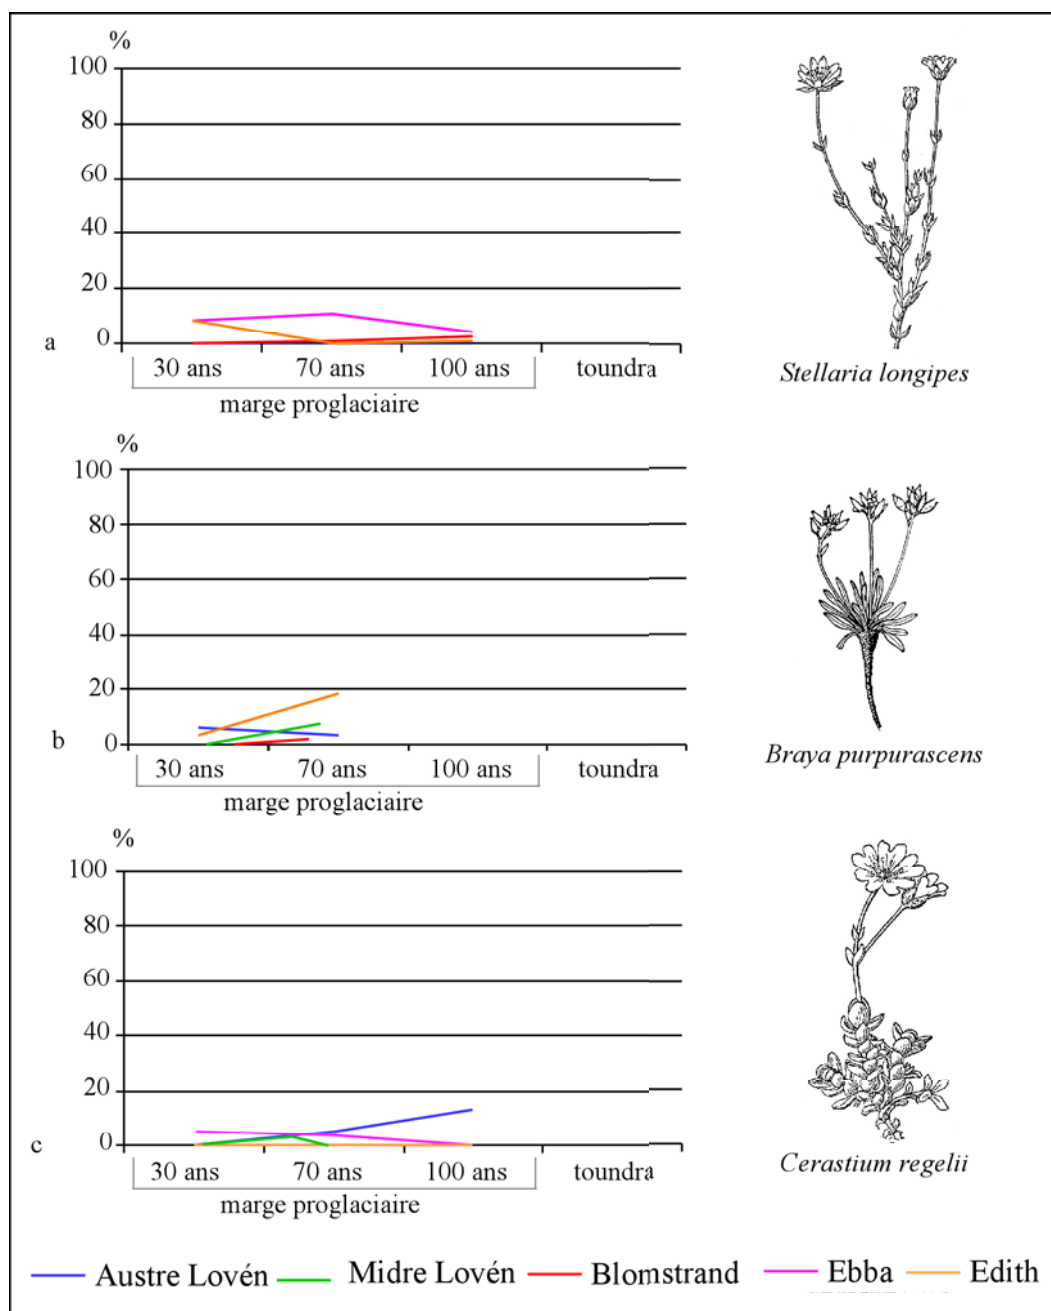 %
100
80
60
40
20
0
a
30 ans 70 ans 100 ans toundra
marge proglaciaire
Stellaria longipes
%
100
80
60
40
20
0
b
30 ans 70 ans 100 ans toundra
marge proglaciaire
Braya purpurascens
%
100
80
60
40
20
0
c
30 ans 70 ans 100 ans toundra
marge proglaciaire
Cerastium regelii
Austre Lovén Midre Lovén Blomstrand Ebba Edith